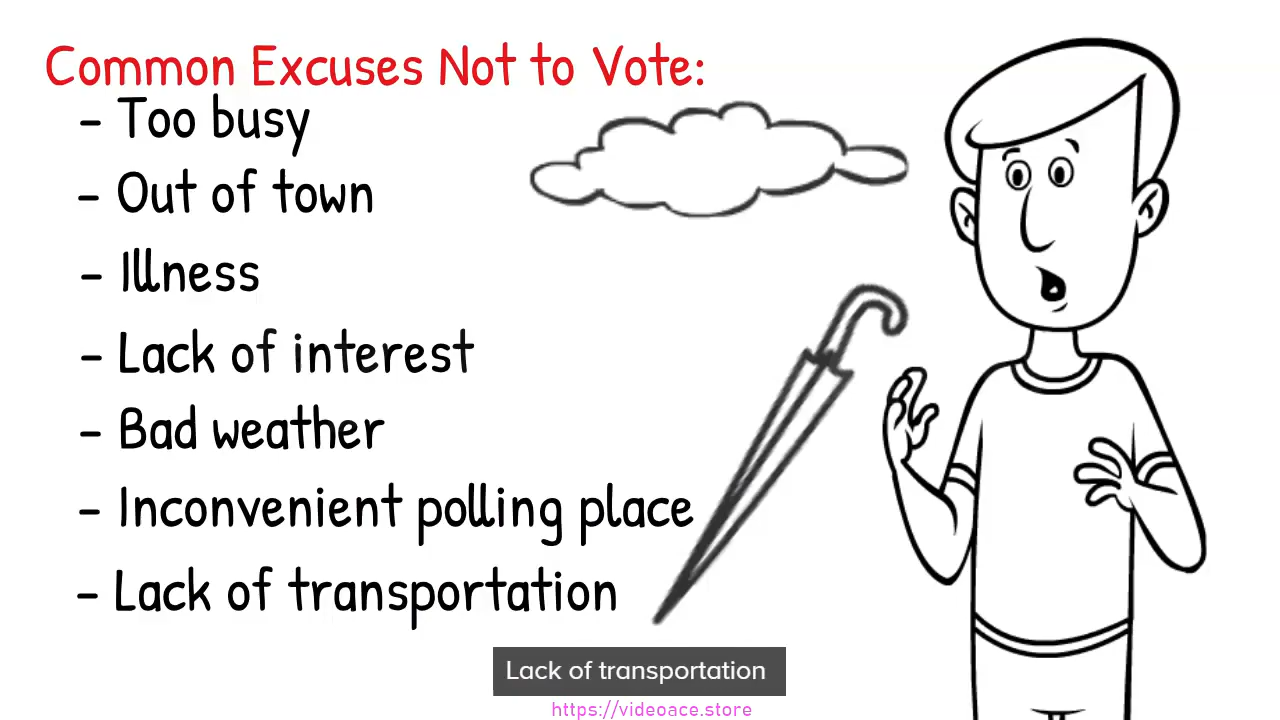 Common Excuses Not to Vote:
- Too busy
- Out of town
- Illness
- Lack of interest
- Bad weather
- Inconvenient polling place
- Lack of transportation
Lack of transportation
https://videoace.store